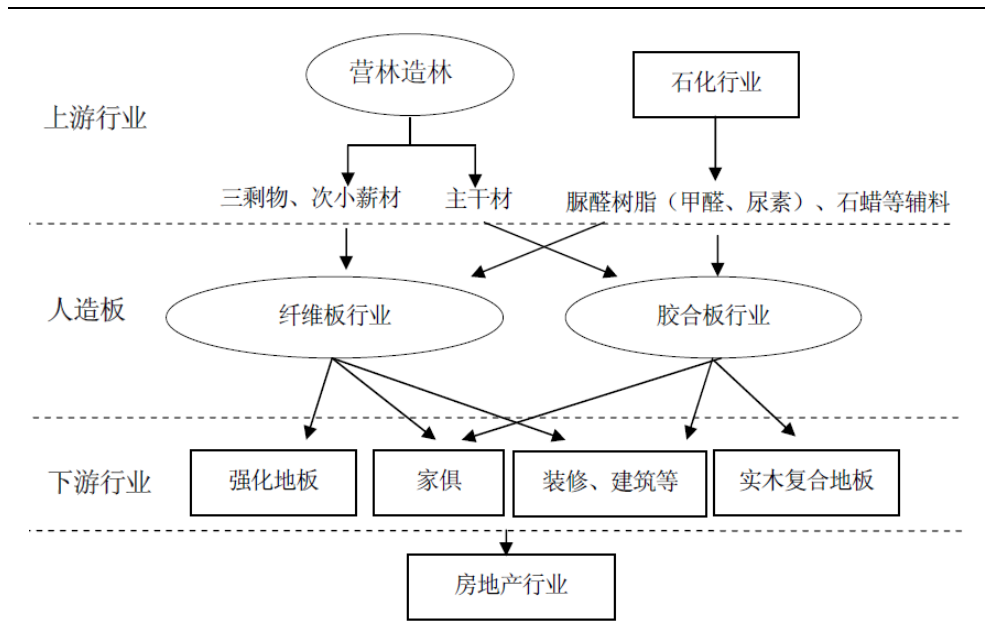 营林造林
石化行业
上游行业
三剩物、次小薪材
主干材
脲醛树脂（甲醛、尿素）、石蜡等辅料
人造板
纤维板行业
胶合板行业
下游行业
强化地板
家俱
装修、建筑等
实木复合地板
房地产行业